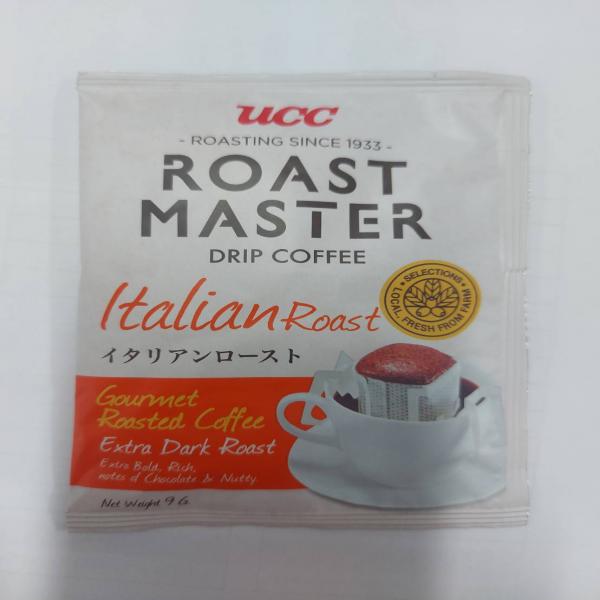 UCC
- ROASTING SINCE 1933 -
ROAST
MASTER
DRIP COFFEE
Italian Roast
イタリアンロースト
• SELECTIONS •
LOCAL, FRESH FROM FARM
Gourmet
Roasted Coffee
Extra Dark Roast
Extra Bold, Rich,
notes of Chocolate & Nutty
Net Weight 9 G.